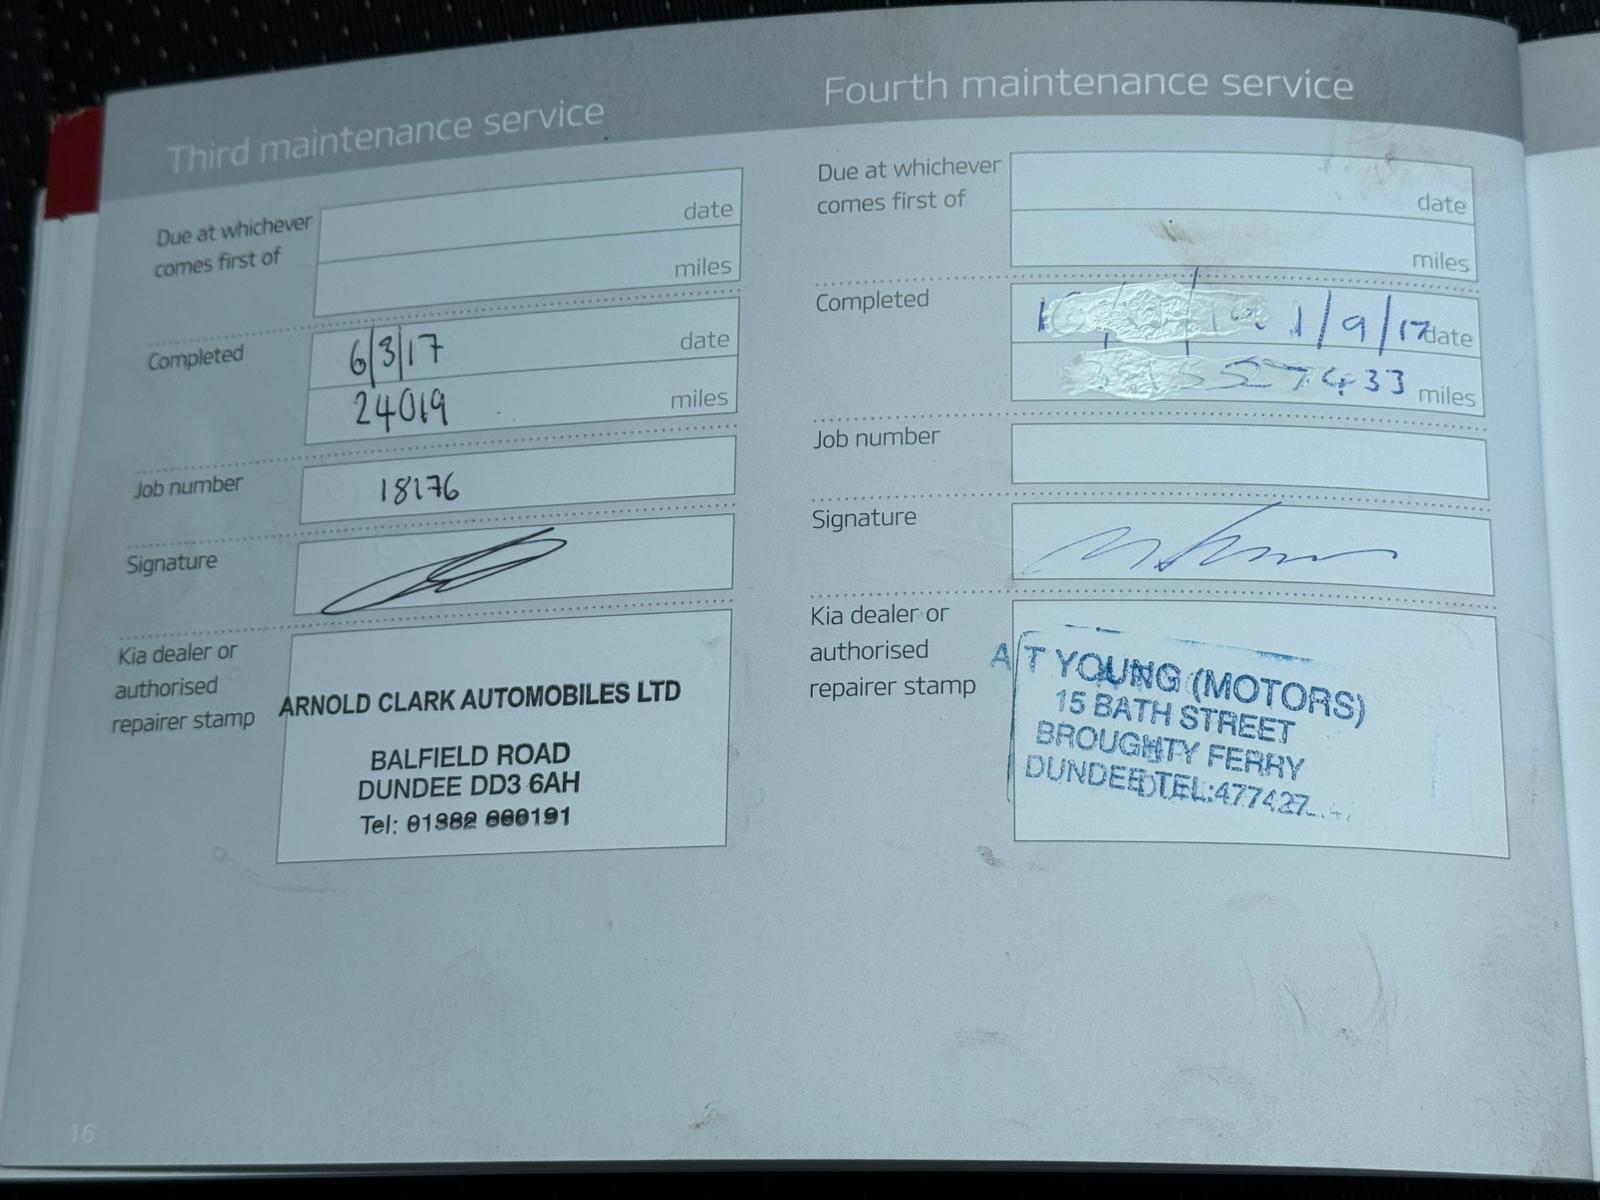 Third maintenance service
Due at whichever
comes first of
date
miles
Completed
6/3/17
date
24019
miles
Job number
18176
Signature
Kia dealer or
authorised
repairer stamp
ARNOLD CLARK AUTOMOBILES LTD
BALFIELD ROAD
DUNDEE DD3 6AH
Tel:
Fourth maintenance service
Due at whichever
comes first of
date
miles
Completed
1/9/17
date
27433
miles
Job number
Signature
Kia dealer or
authorised
repairer stamp
A T YOUNG (MOTORS)
15 BATH STREET
BROUGHTY FERRY
DUNDEE TEL:477427
16